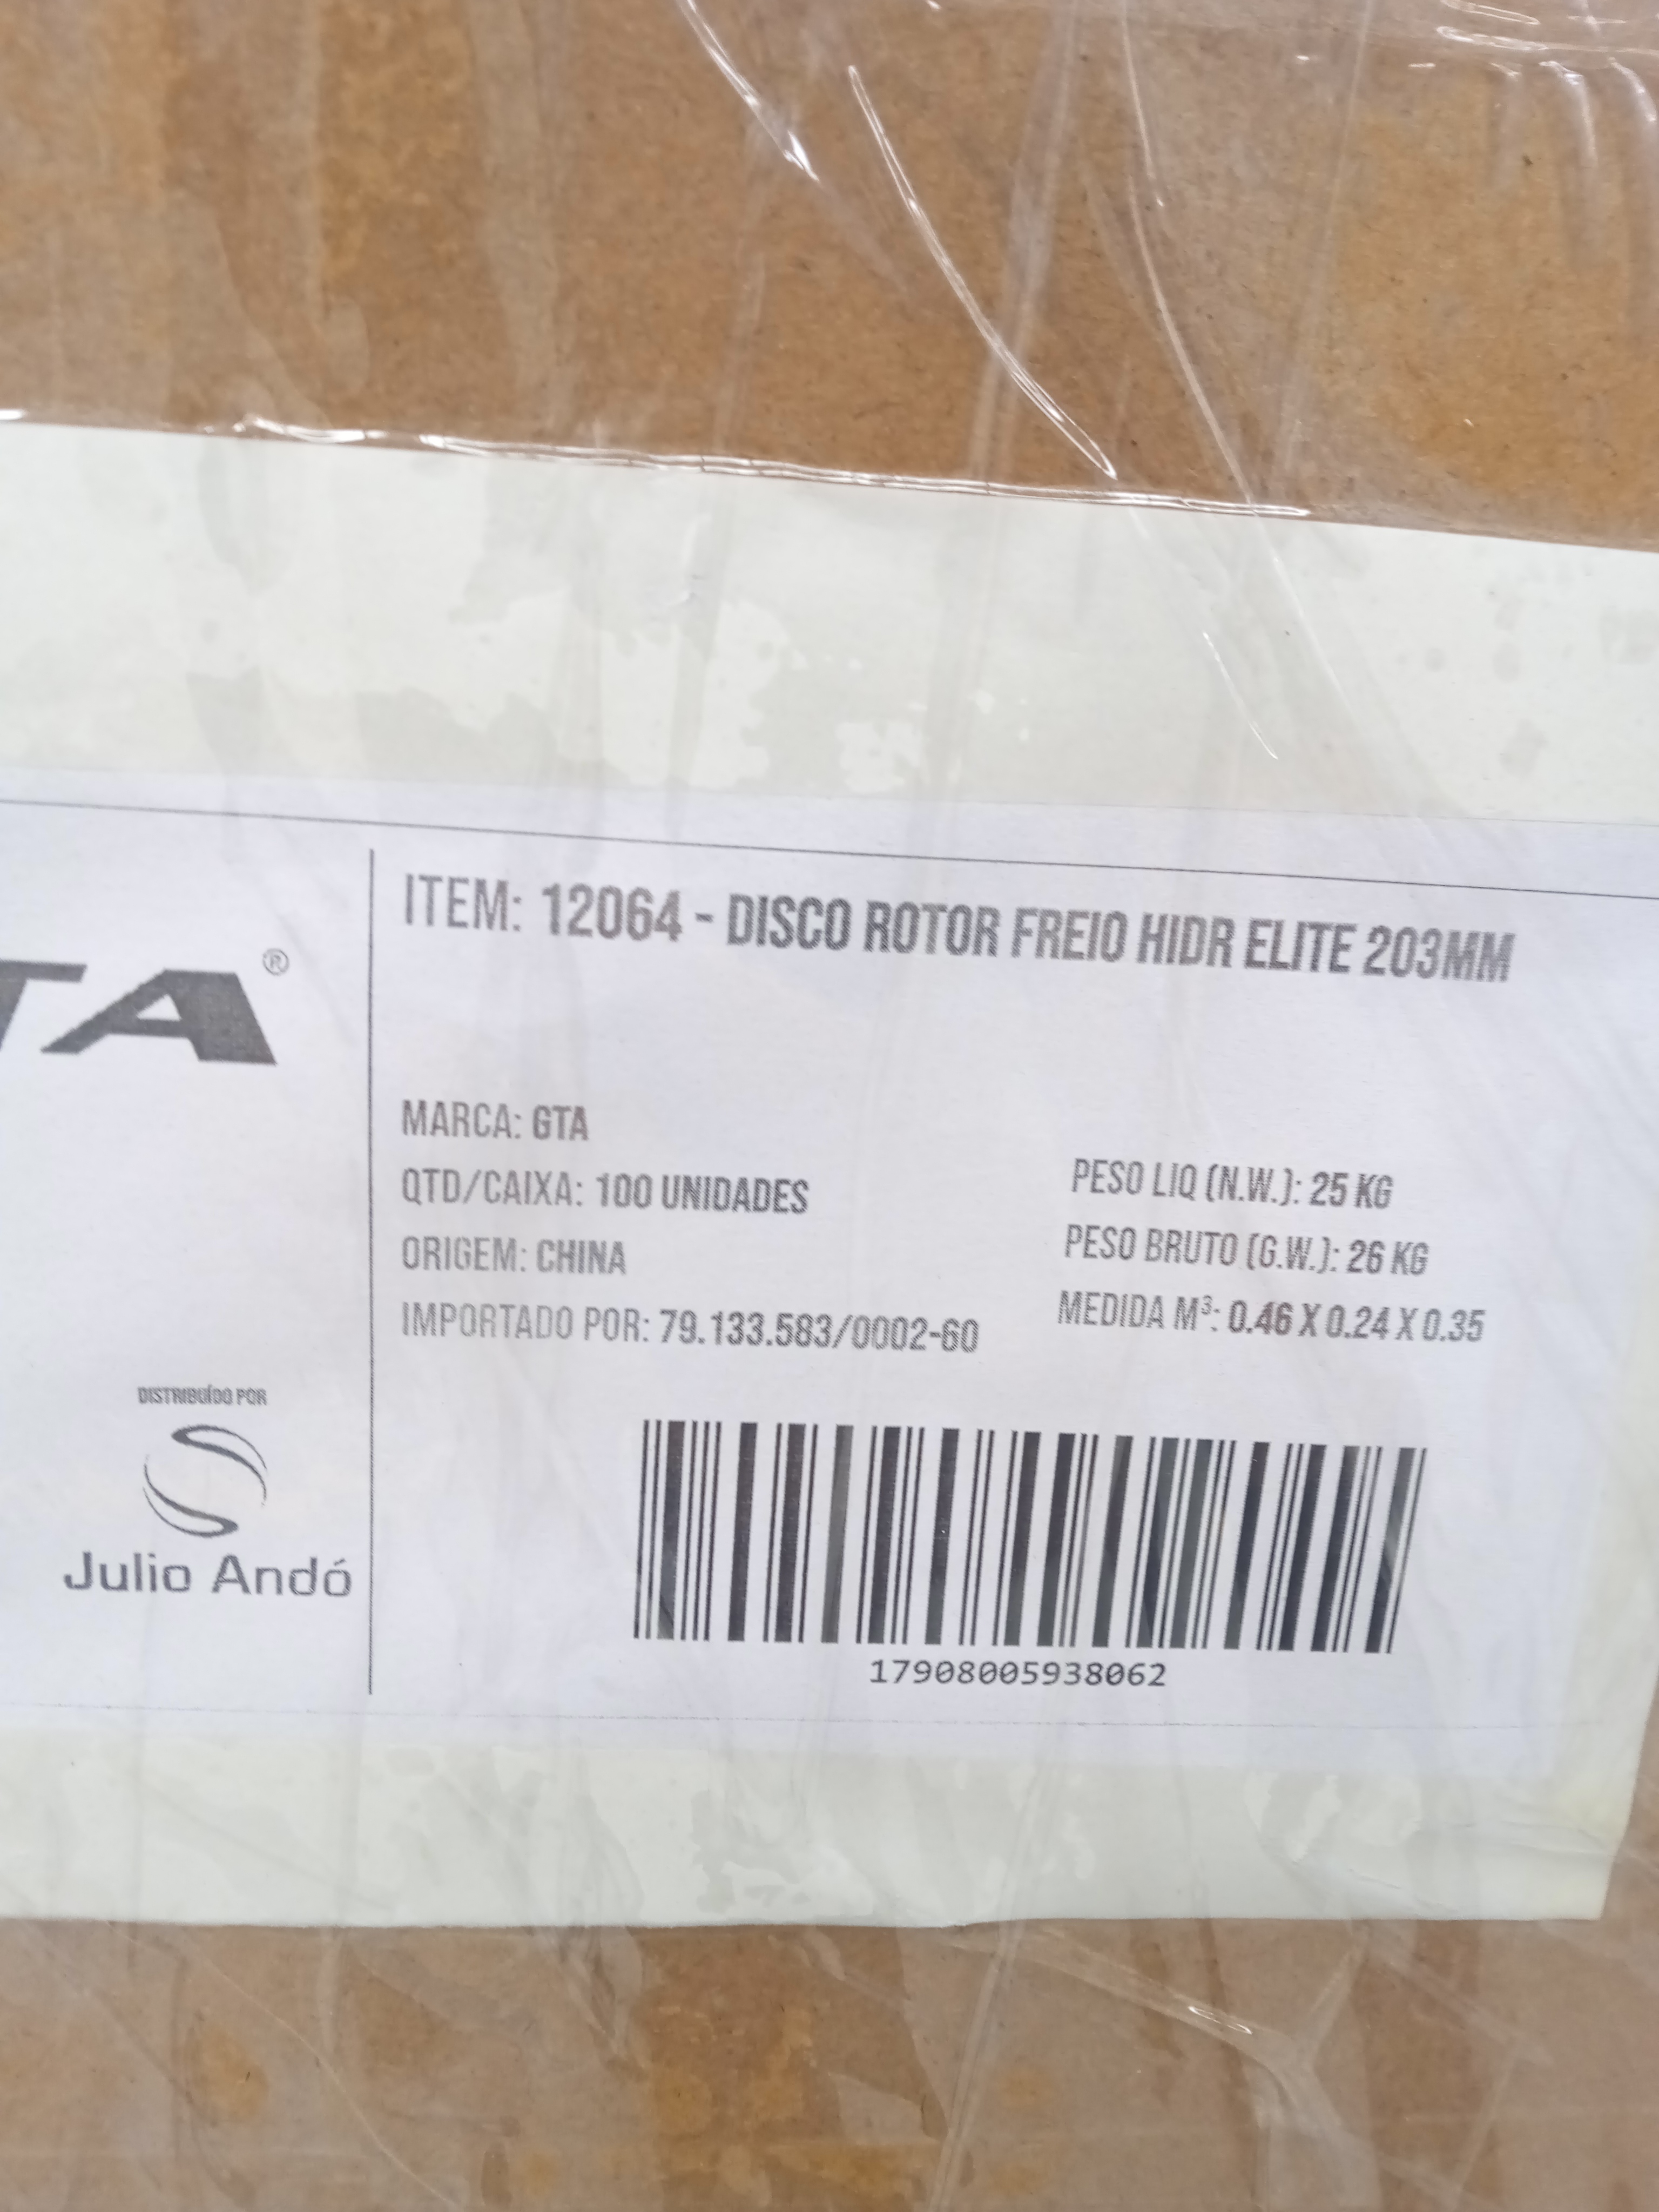 TA®
ITEM: 12064 - DISCO ROTOR FREIO HIDR ELITE 203MM
MARCA: GTA
QTD/CAIXA: 100 UNIDADES
ORIGEM: CHINA
IMPORTADO POR: 79.133.583/0002-60
PESO LIQ (N.W.): 25 KG
PESO BRUTO (G.W.): 26 KG
MEDIDA M³: 0.46 X 0.24 X 0.35
DISTRIBUÍDO POR
Julio Andó
17908005938062